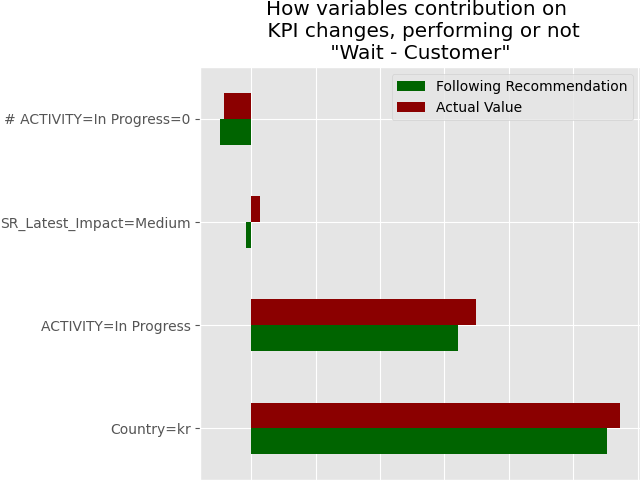 How variables contribution on
KPI changes, performing or not
"Wait - Customer"
Following Recommendation
Actual Value
# ACTIVITY=In Progress=0
SR_Latest_Impact=Medium
ACTIVITY=In Progress
Country=kr